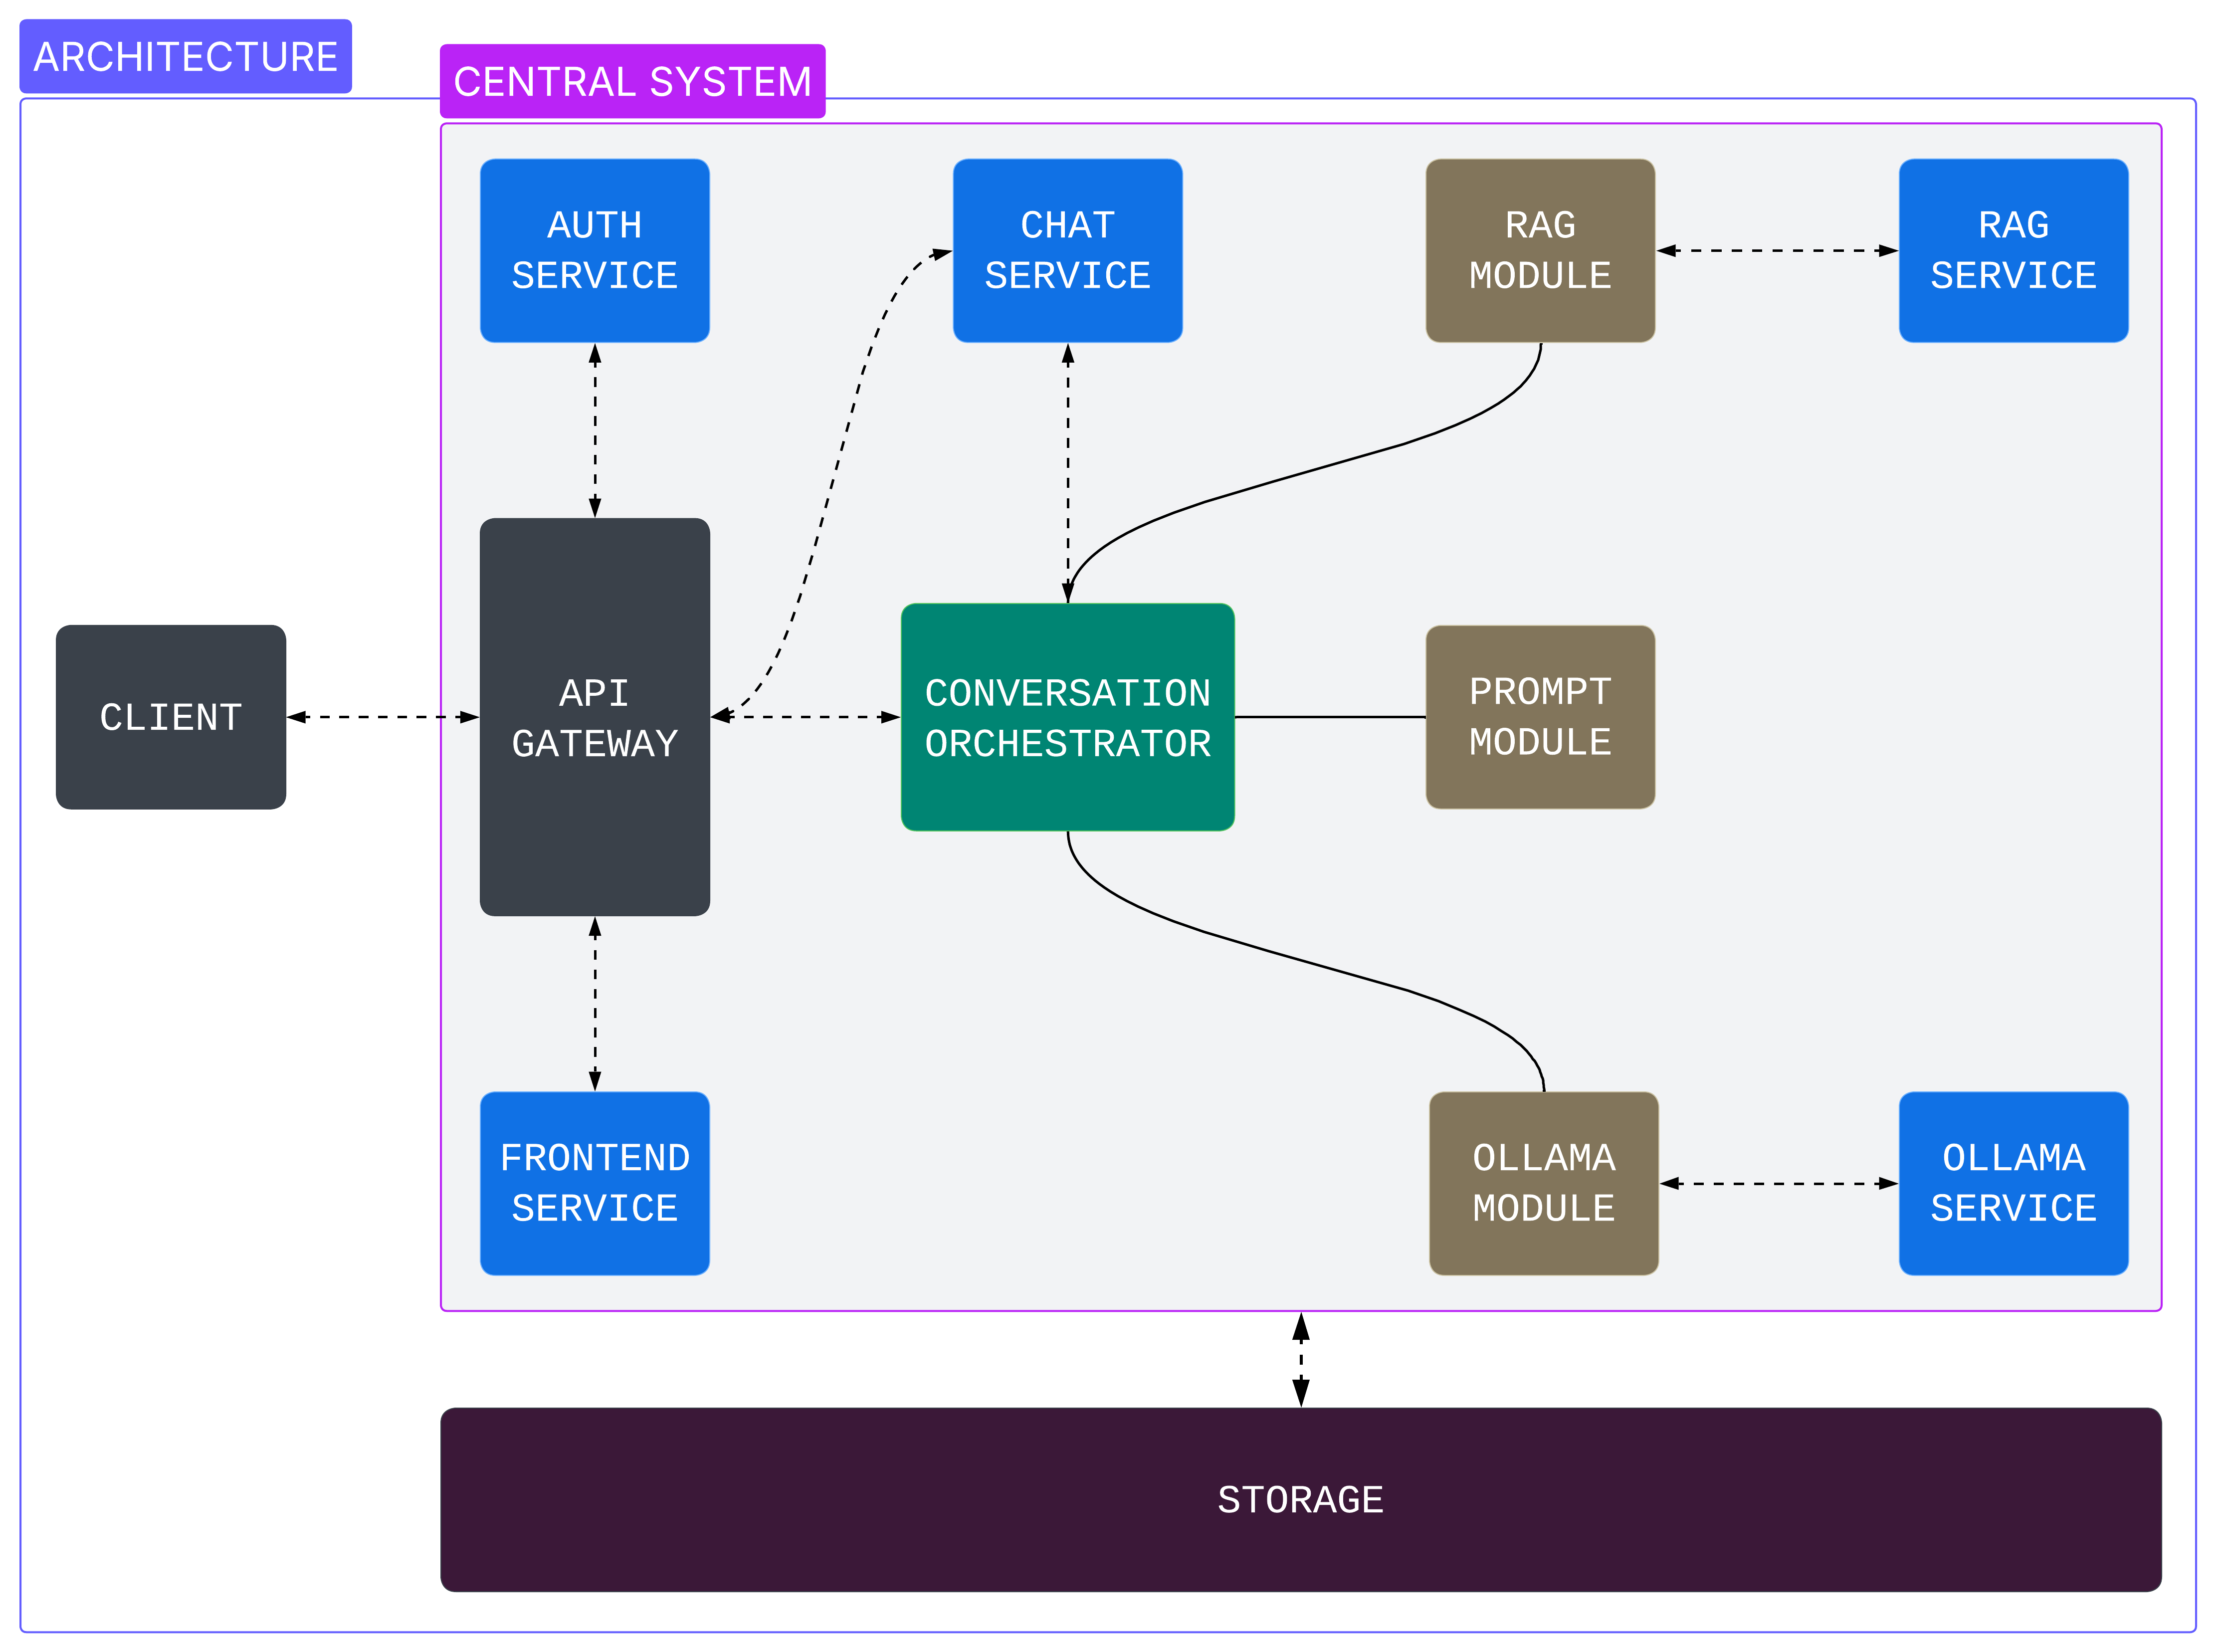 ARCHITECTURE
CENTRAL SYSTEM
AUTH
SERVICE
CHAT
SERVICE
RAG
MODULE
RAG
SERVICE
CLIENT
API
GATEWAY
CONVERSATION
ORCHESTRATOR
PROMPT
MODULE
FRONTEND
SERVICE
OLLAMA
MODULE
OLLAMA
SERVICE
STORAGE